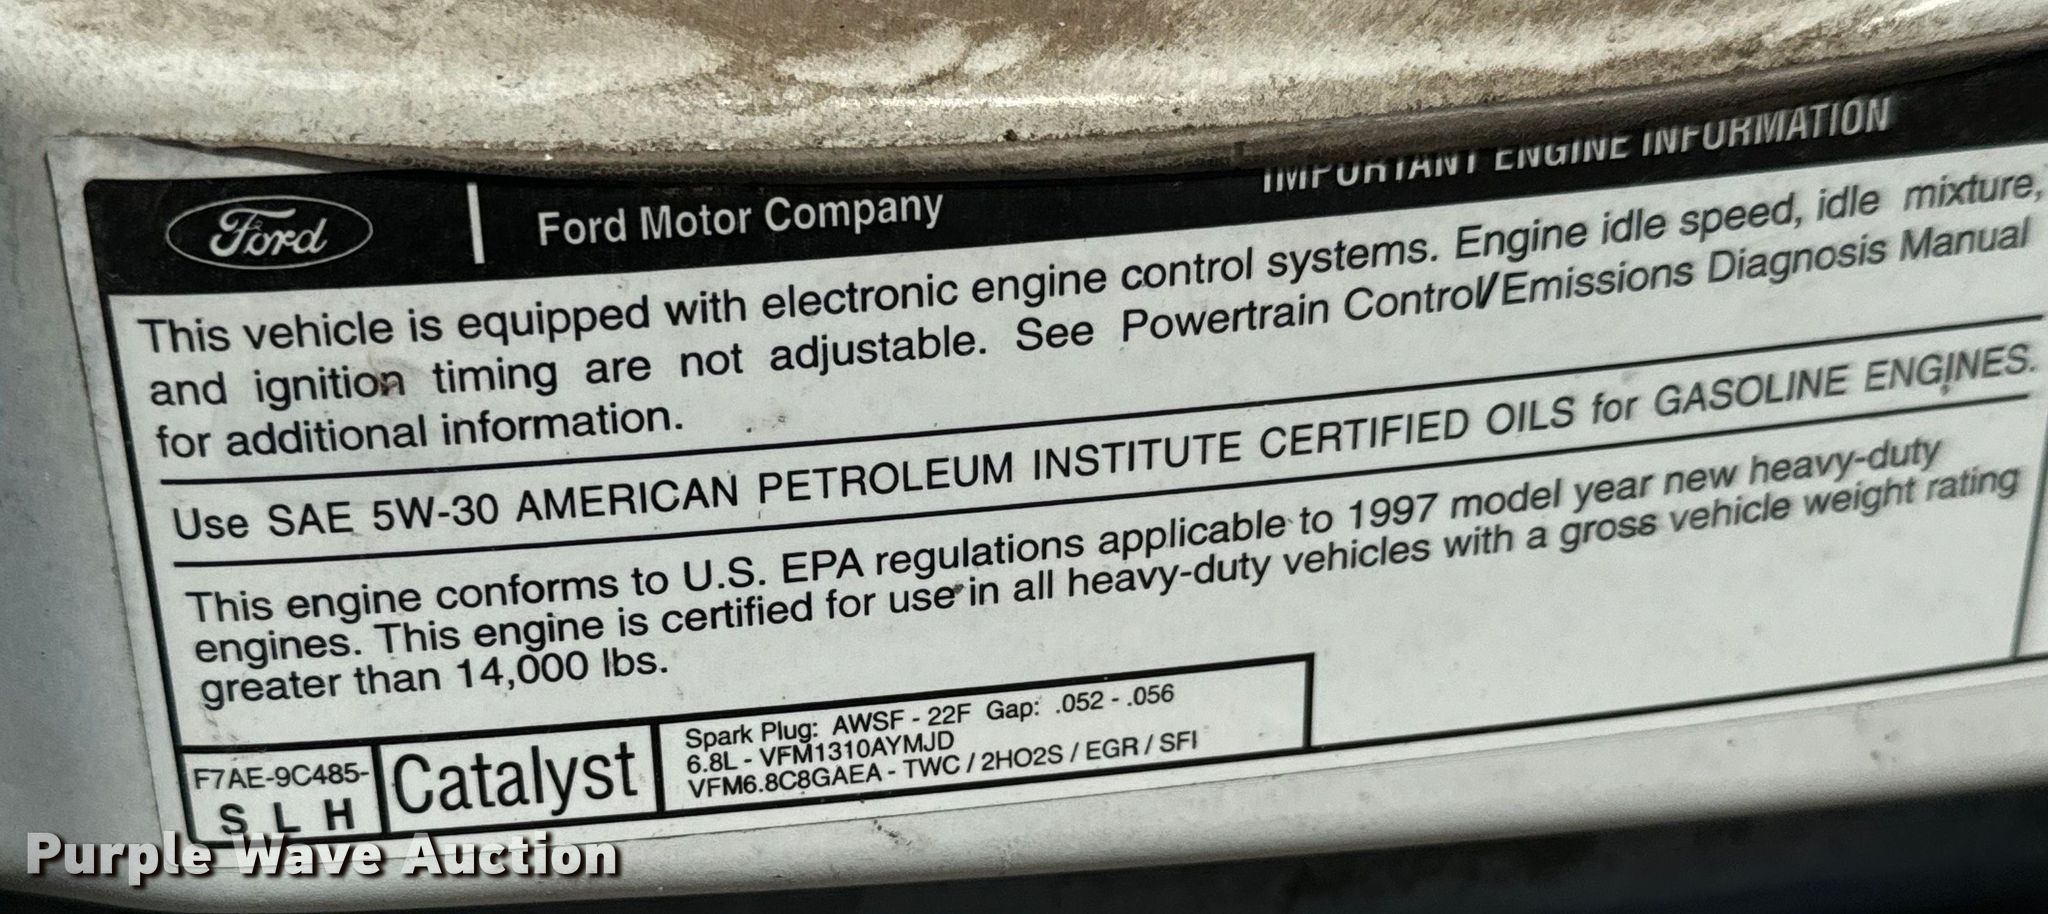 Ford | Ford Motor Company IMPORTANT ENGINE INFORMATION
This vehicle is equipped with electronic engine control systems. Engine idle speed, idle mixture,
and ignition timing are not adjustable. See Powertrain Control/Emissions Diagnosis Manual
for additional information.
Use SAE 5W-30 AMERICAN PETROLEUM INSTITUTE CERTIFIED OILS for GASOLINE ENGINES.
This engine conforms to U.S. EPA regulations applicable to 1997 model year new heavy-duty
engines. This engine is certified for use in all heavy-duty vehicles with a gross vehicle weight rating
greater than 14,000 lbs.
F7AE-9C485-
S L H
Catalyst
Spark Plug: AWSF - 22F Gap: .052 - .056
6.8L - VFM1310AYMJD
VFM6.8C8GAEA - TWC / 2HO2S / EGR / SFI
Purple Wave Auction